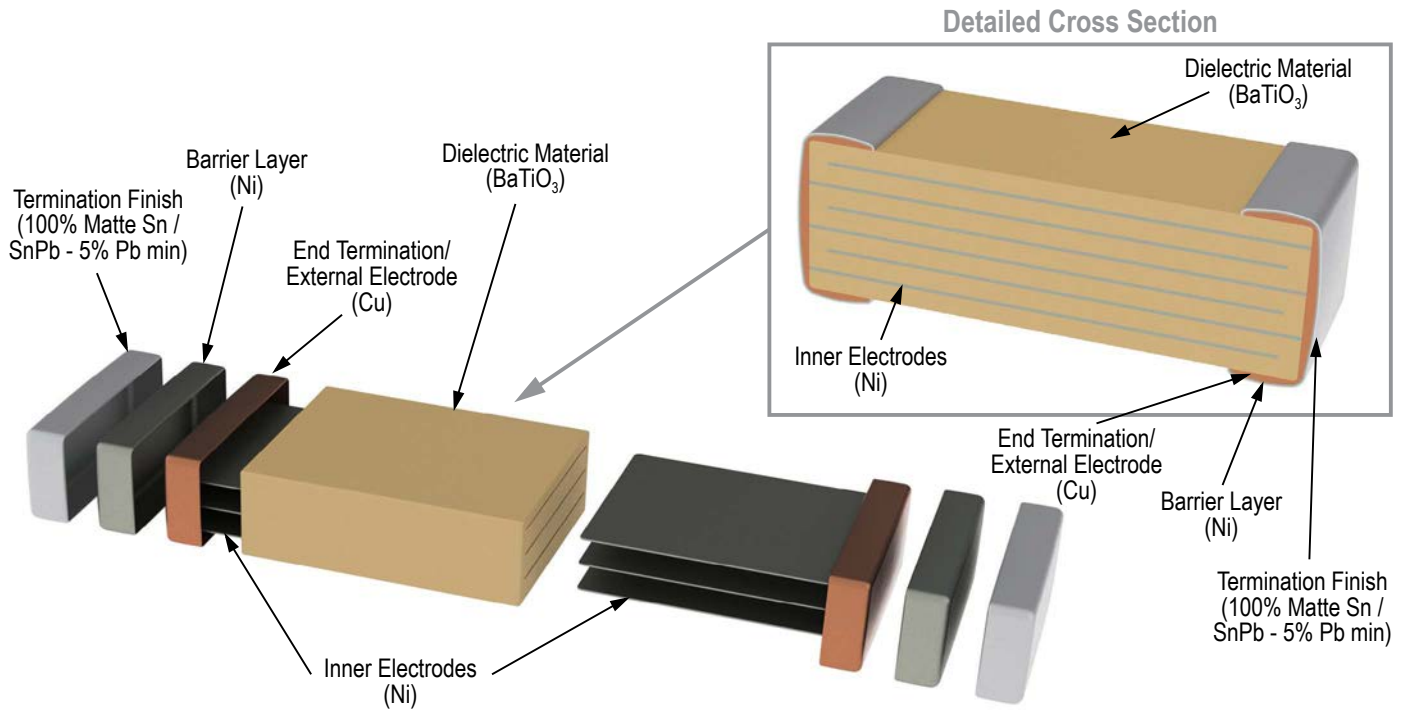 Detailed Cross Section
Dielectric Material
(BaTiO₃)
Inner Electrodes
(Ni)
End Termination/
External Electrode
(Cu)
Barrier Layer
(Ni)
Termination Finish
(100% Matte Sn /
SnPb - 5% Pb min)
Termination Finish
(100% Matte Sn /
SnPb - 5% Pb min)
Barrier Layer
(Ni)
End Termination/
External Electrode
(Cu)
Dielectric Material
(BaTiO₃)
Inner Electrodes
(Ni)